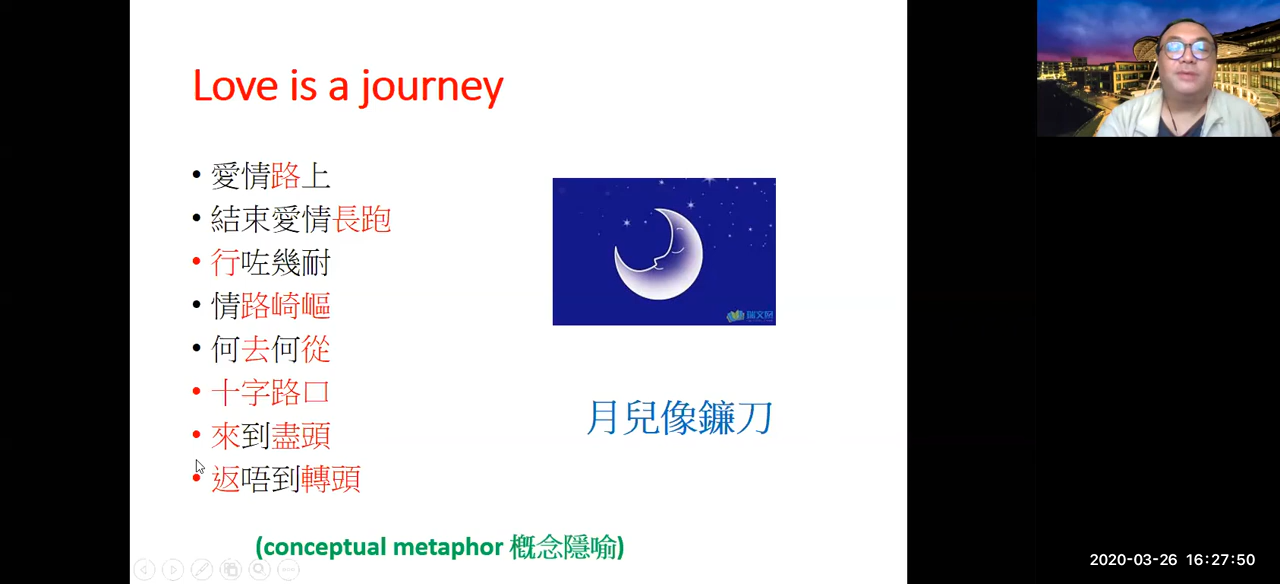 Love is a journey
• 愛情路上
• 結束愛情長跑
• 行咗幾耐
• 情路崎嶇
• 何去何從
• 十字路口
• 來到盡頭
• 返唔到轉頭
月兒像鐮刀
(conceptual metaphor 概念隱喻)
2020-03-26 16:27:50